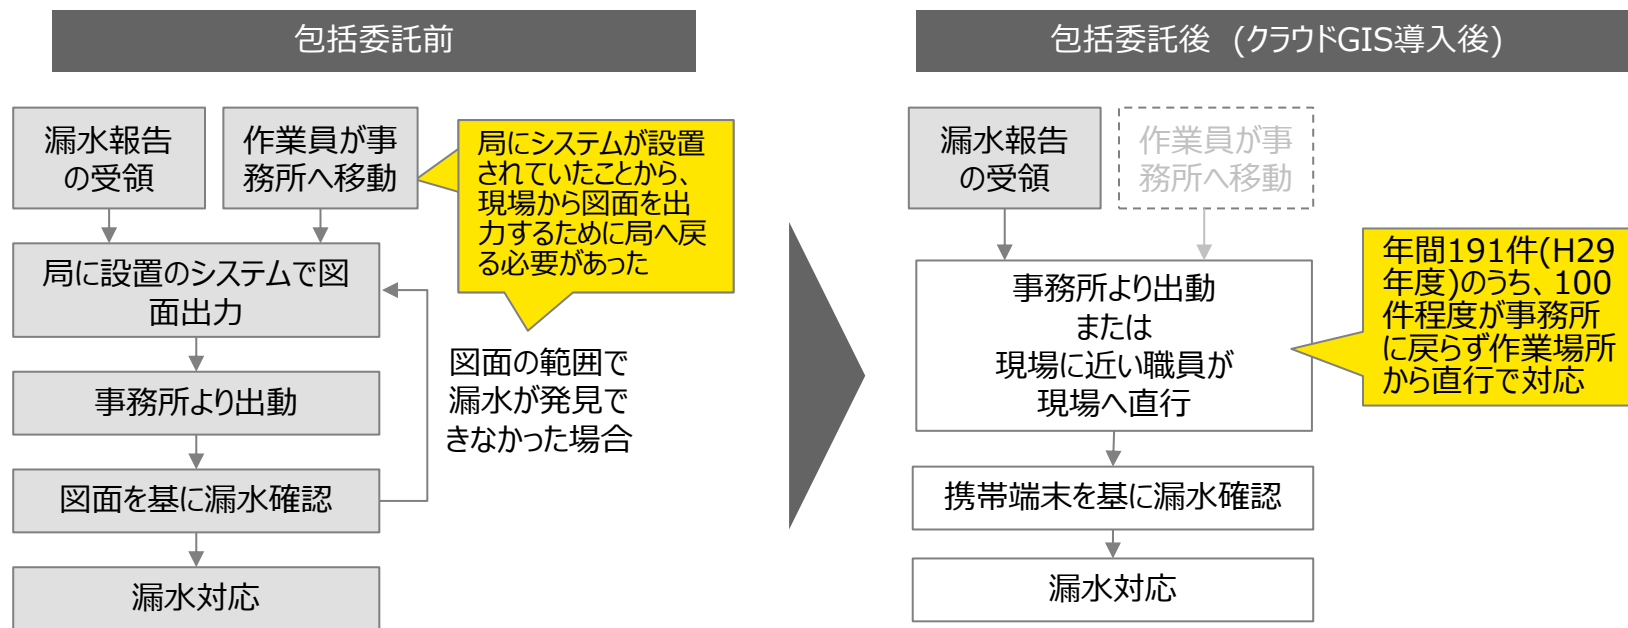 包括委託前
漏水報告
の受領
作業員が事
務所へ移動
局にシステムが設置
されていたことから、
現場から図面を出
力するために局へ戻
る必要があった
局に設置のシステムで図
面出力
図面の範囲で
漏水が発見で
きなかった場合
事務所より出動
図面を基に漏水確認
漏水対応
包括委託後 (クラウドGIS導入後)
漏水報告
の受領
作業員が事
務所へ移動
事務所より出動
または
現場に近い職員が
現場へ直行
年間191件(H29
年度)のうち、100
件程度が事務所
に戻らず作業場所
から直行で対応
携帯端末を基に漏水確認
漏水対応